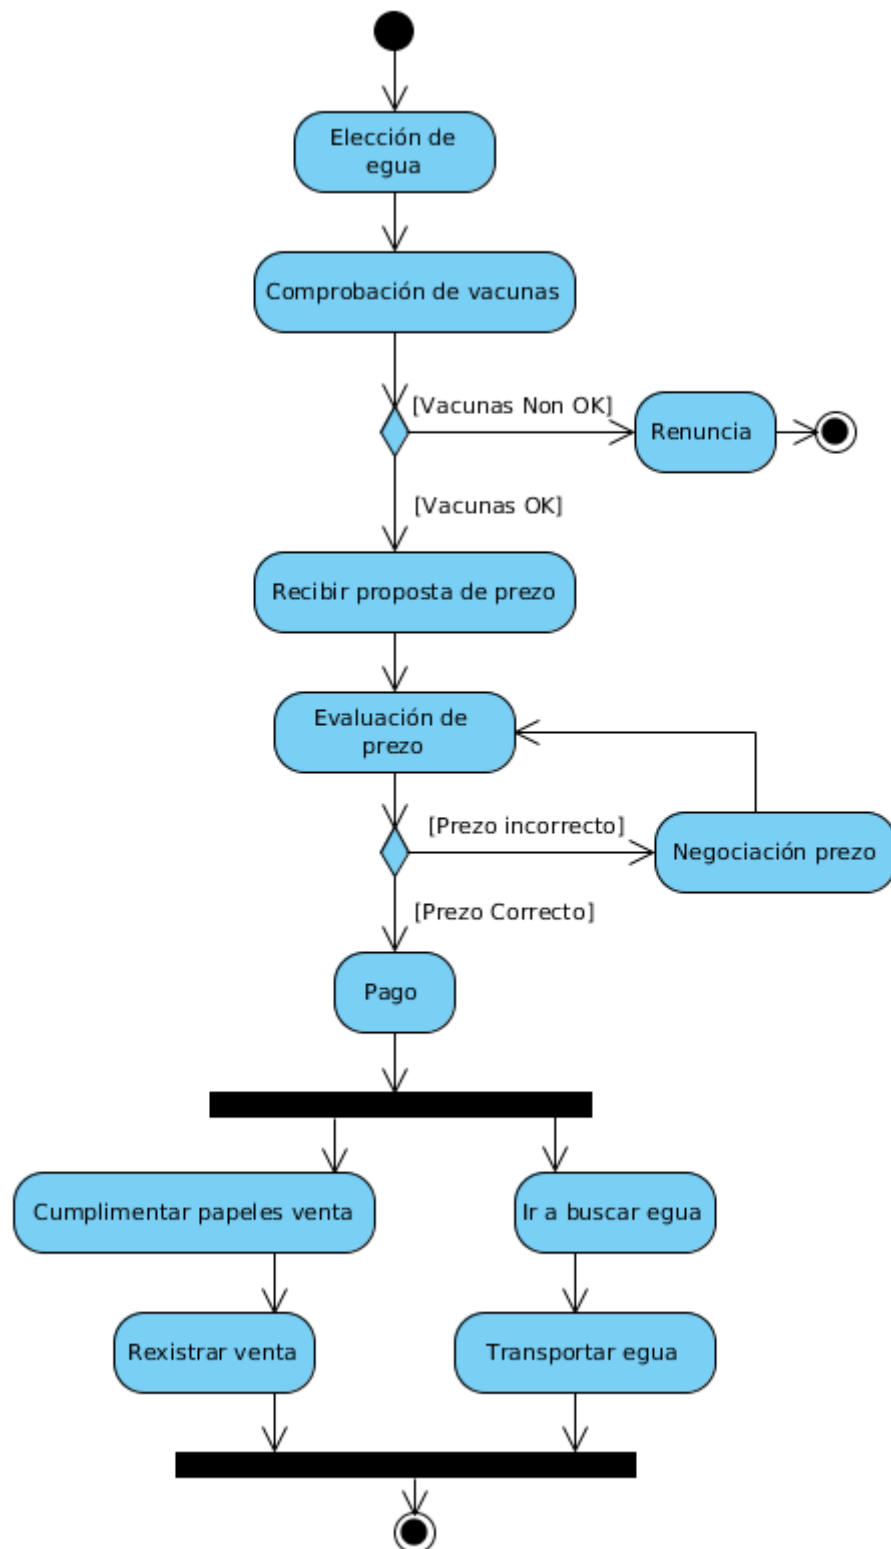 Elección de
egua
Comprobación de vacunas
[Vacunas Non OK]
Renuncia
[Vacunas OK]
Recibir proposta de prezo
Evaluación de
prezo
[Prezo incorrecto]
Negociación prezo
[Prezo Correcto]
Pago
Cumplimentar papeles venta
Ir a buscar egua
Rexistrar venta
Transportar egua